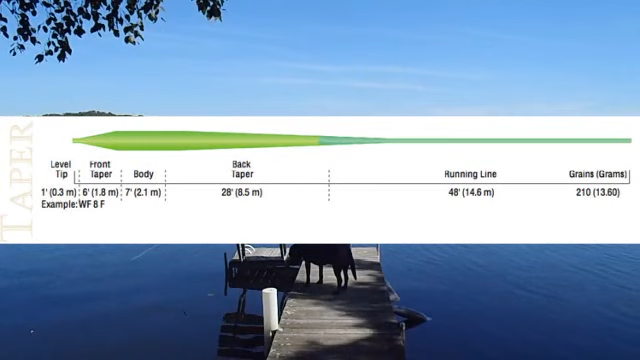 TAPER
Level Tip
Front Taper
Body
Back Taper
Running Line
Grains (Grams)
1' (0.3 m) 6' (1.8 m) 7' (2.1 m) 28' (8.5 m) 48' (14.6 m) 210 (13.60)
Example: WF 8 F